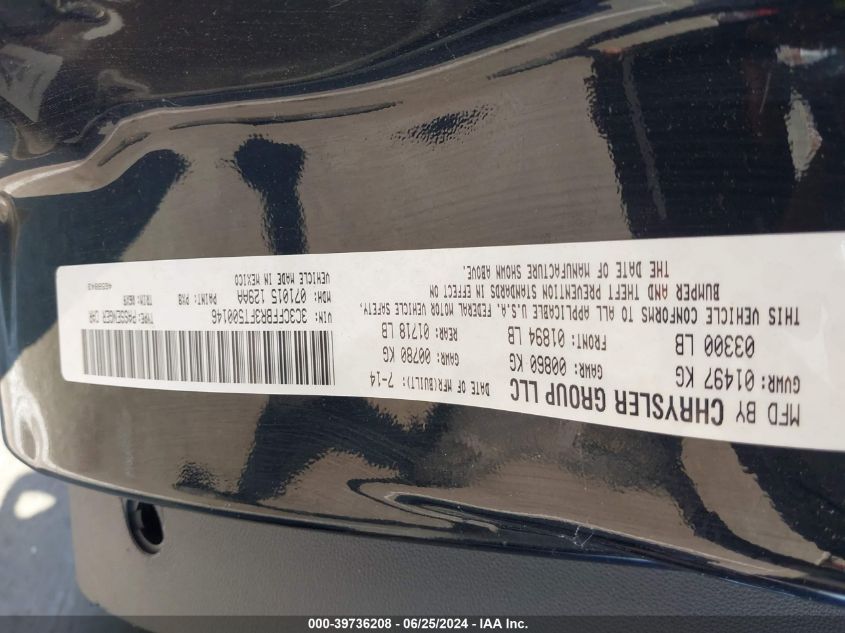 MFD BY CHRYSLER GROUP LLC DATE OF MFR(BUILT): 7-14
GVWR: 01497 KG GAWR: 00860 KG GAWR: 00780 KG
03300 LB FRONT: 01894 LB REAR: 01718 LB
THIS VEHICLE CONFORMS TO ALL APPLICABLE U.S.A. FEDERAL MOTOR VEHICLE SAFETY,
BUMPER AND THEFT PREVENTION STANDARDS IN EFFECT ON
THE DATE OF MANUFACTURE SHOWN ABOVE.
VIN: 3C3CFFBR3FT500146 TYPE: PASSENGER CAR
MDH: 071015 129AA PAINT: PX8 TRIM:
VEHICLE MADE IN MEXICO
000-39736208 - 06/25/2024 - IAA Inc.